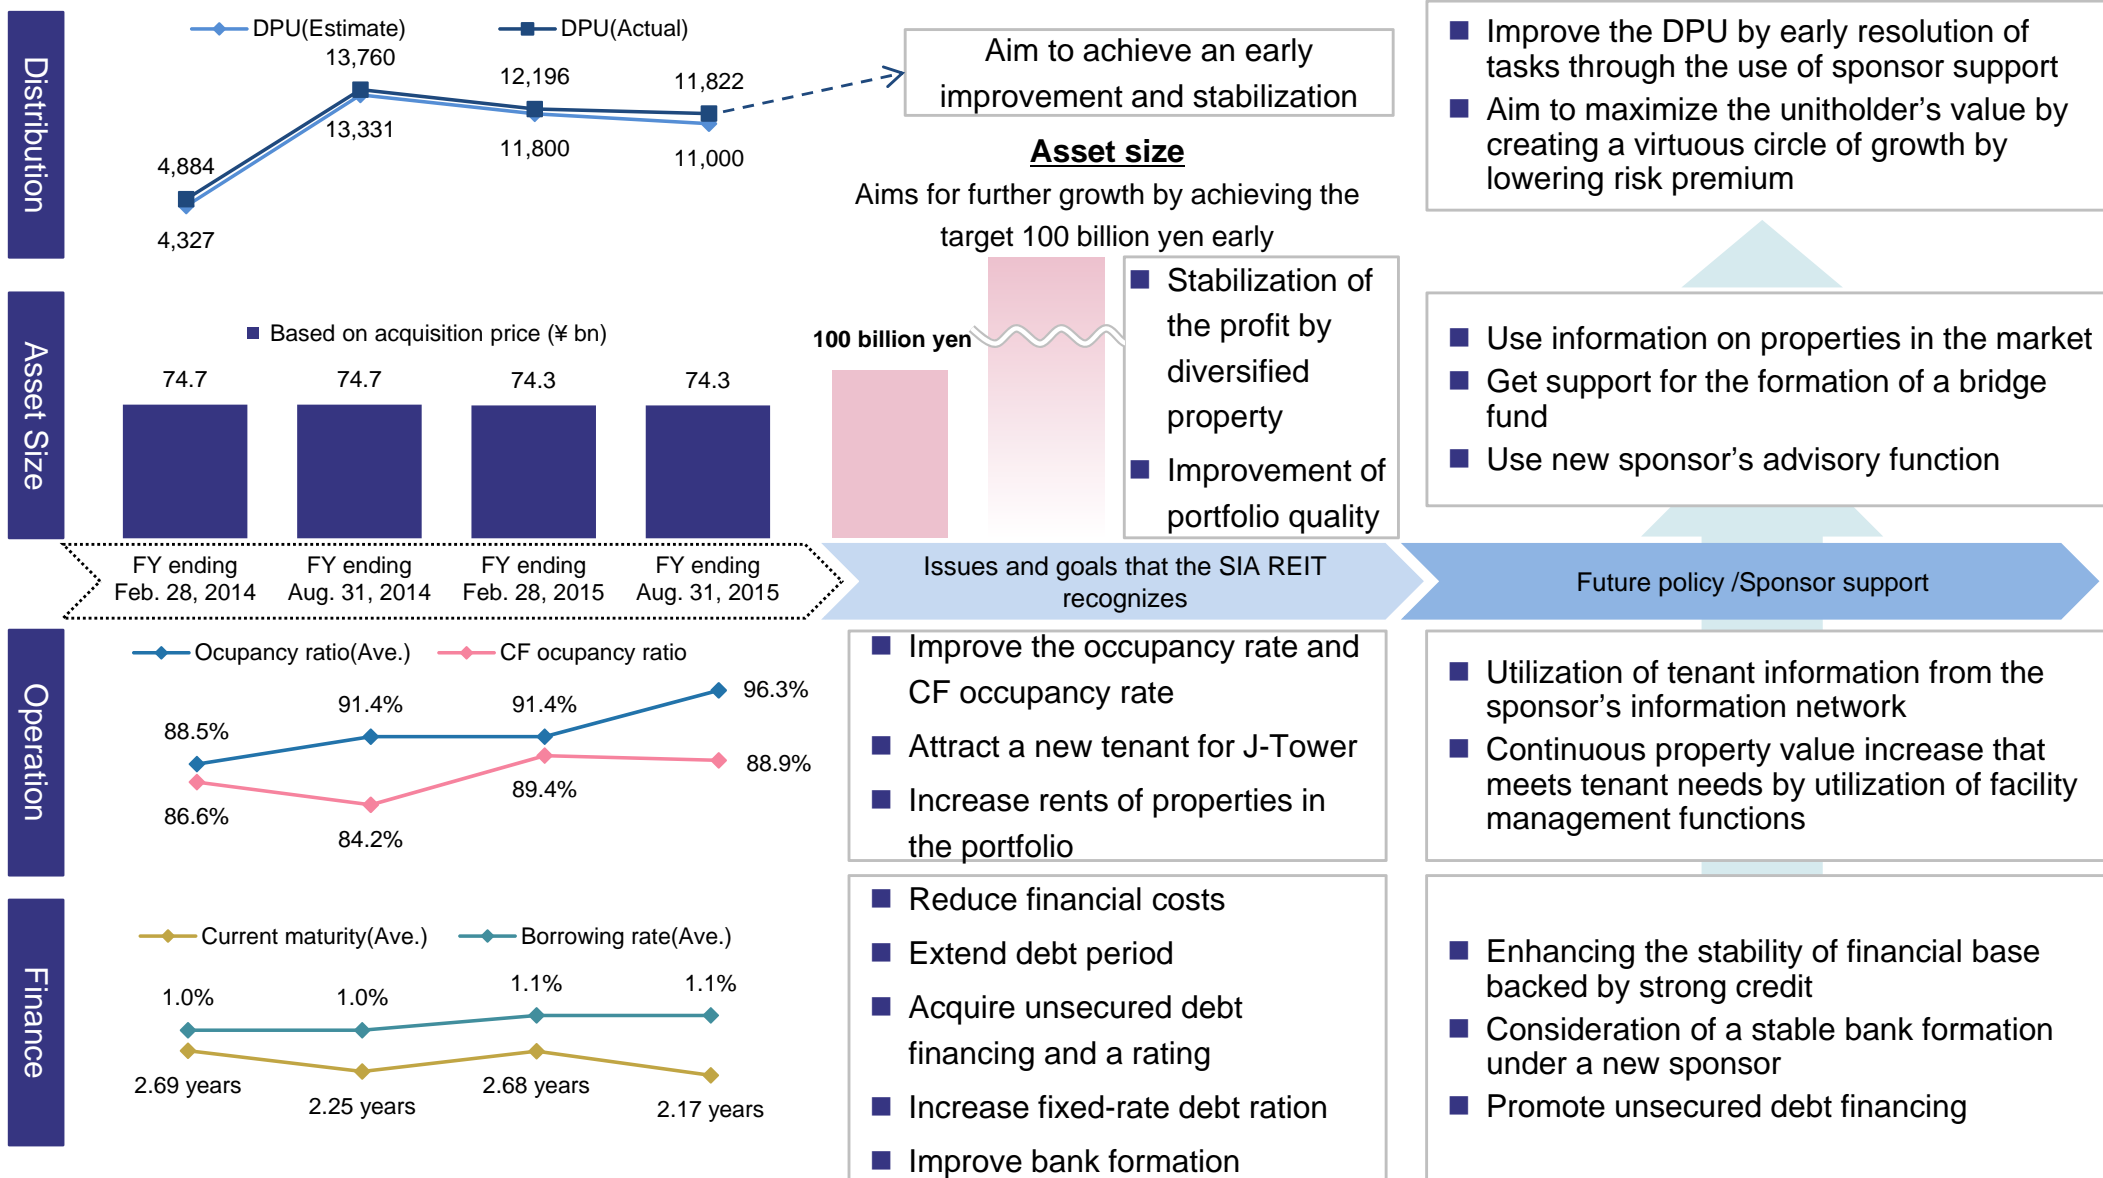 Distribution
DPU(Estimate)
DPU(Actual)
13,760
12,196
11,822
4,884
13,331
11,800
11,000
4,327
Aim to achieve an early
improvement and stabilization
Improve the DPU by early resolution of
tasks through the use of sponsor support
Aim to maximize the unitholder’s value by
creating a virtuous circle of growth by
lowering risk premium
Asset size
Aims for further growth by achieving the
target 100 billion yen early
Asset Size
Based on acquisition price (¥ bn)
74.7
74.7
74.3
74.3
100 billion yen
Stabilization of
the profit by
diversified
property
Improvement of
portfolio quality
Use information on properties in the market
Get support for the formation of a bridge
fund
Use new sponsor’s advisory function
FY ending
Feb. 28, 2014
FY ending
Aug. 31, 2014
FY ending
Feb. 28, 2015
FY ending
Aug. 31, 2015
Issues and goals that the SIA REIT
recognizes
Future policy /Sponsor support
Operation
Ocupancy ratio(Ave.)
CF ocupancy ratio
88.5%
91.4%
91.4%
96.3%
86.6%
84.2%
89.4%
88.9%
Improve the occupancy rate and
CF occupancy rate
Attract a new tenant for J-Tower
Increase rents of properties in
the portfolio
Utilization of tenant information from the
sponsor’s information network
Continuous property value increase that
meets tenant needs by utilization of facility
management functions
Finance
Current maturity(Ave.)
Borrowing rate(Ave.)
1.0%
1.0%
1.1%
1.1%
2.69 years
2.25 years
2.68 years
2.17 years
Reduce financial costs
Extend debt period
Acquire unsecured debt
financing and a rating
Increase fixed-rate debt ration
Improve bank formation
Enhancing the stability of financial base
backed by strong credit
Consideration of a stable bank formation
under a new sponsor
Promote unsecured debt financing